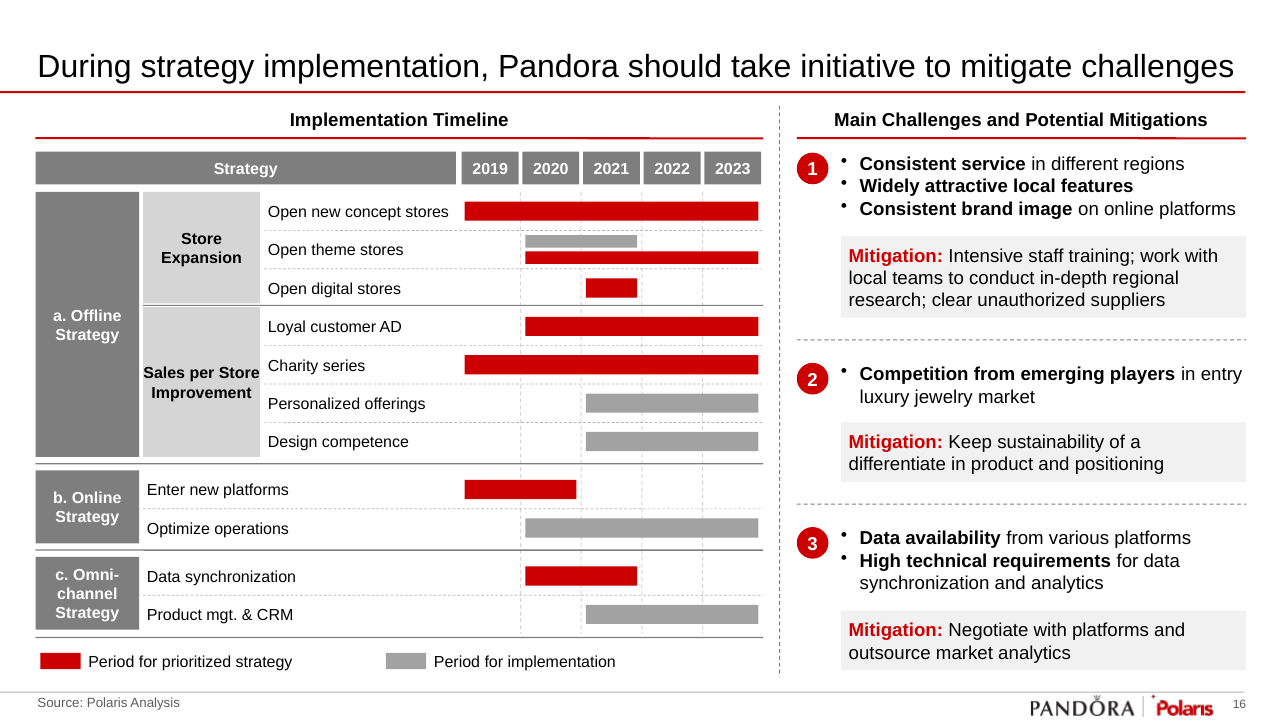 During strategy implementation, Pandora should take initiative to mitigate challenges
Implementation Timeline
Strategy
2019
2020
2021
2022
2023
a. Offline
Strategy
Store
Expansion
Open new concept stores
Open theme stores
Open digital stores
Sales per Store
Improvement
Loyal customer AD
Charity series
Personalized offerings
Design competence
b. Online
Strategy
Enter new platforms
Optimize operations
c. Omni-
channel
Strategy
Data synchronization
Product mgt. & CRM
Period for prioritized strategy
Period for implementation
Main Challenges and Potential Mitigations
1
• Consistent service in different regions
• Widely attractive local features
• Consistent brand image on online platforms
Mitigation: Intensive staff training; work with
local teams to conduct in-depth regional
research; clear unauthorized suppliers
2
• Competition from emerging players in entry
luxury jewelry market
Mitigation: Keep sustainability of a
differentiate in product and positioning
3
• Data availability from various platforms
• High technical requirements for data
synchronization and analytics
Mitigation: Negotiate with platforms and
outsource market analytics
Source: Polaris Analysis
PANDÖRA
Polaris
16